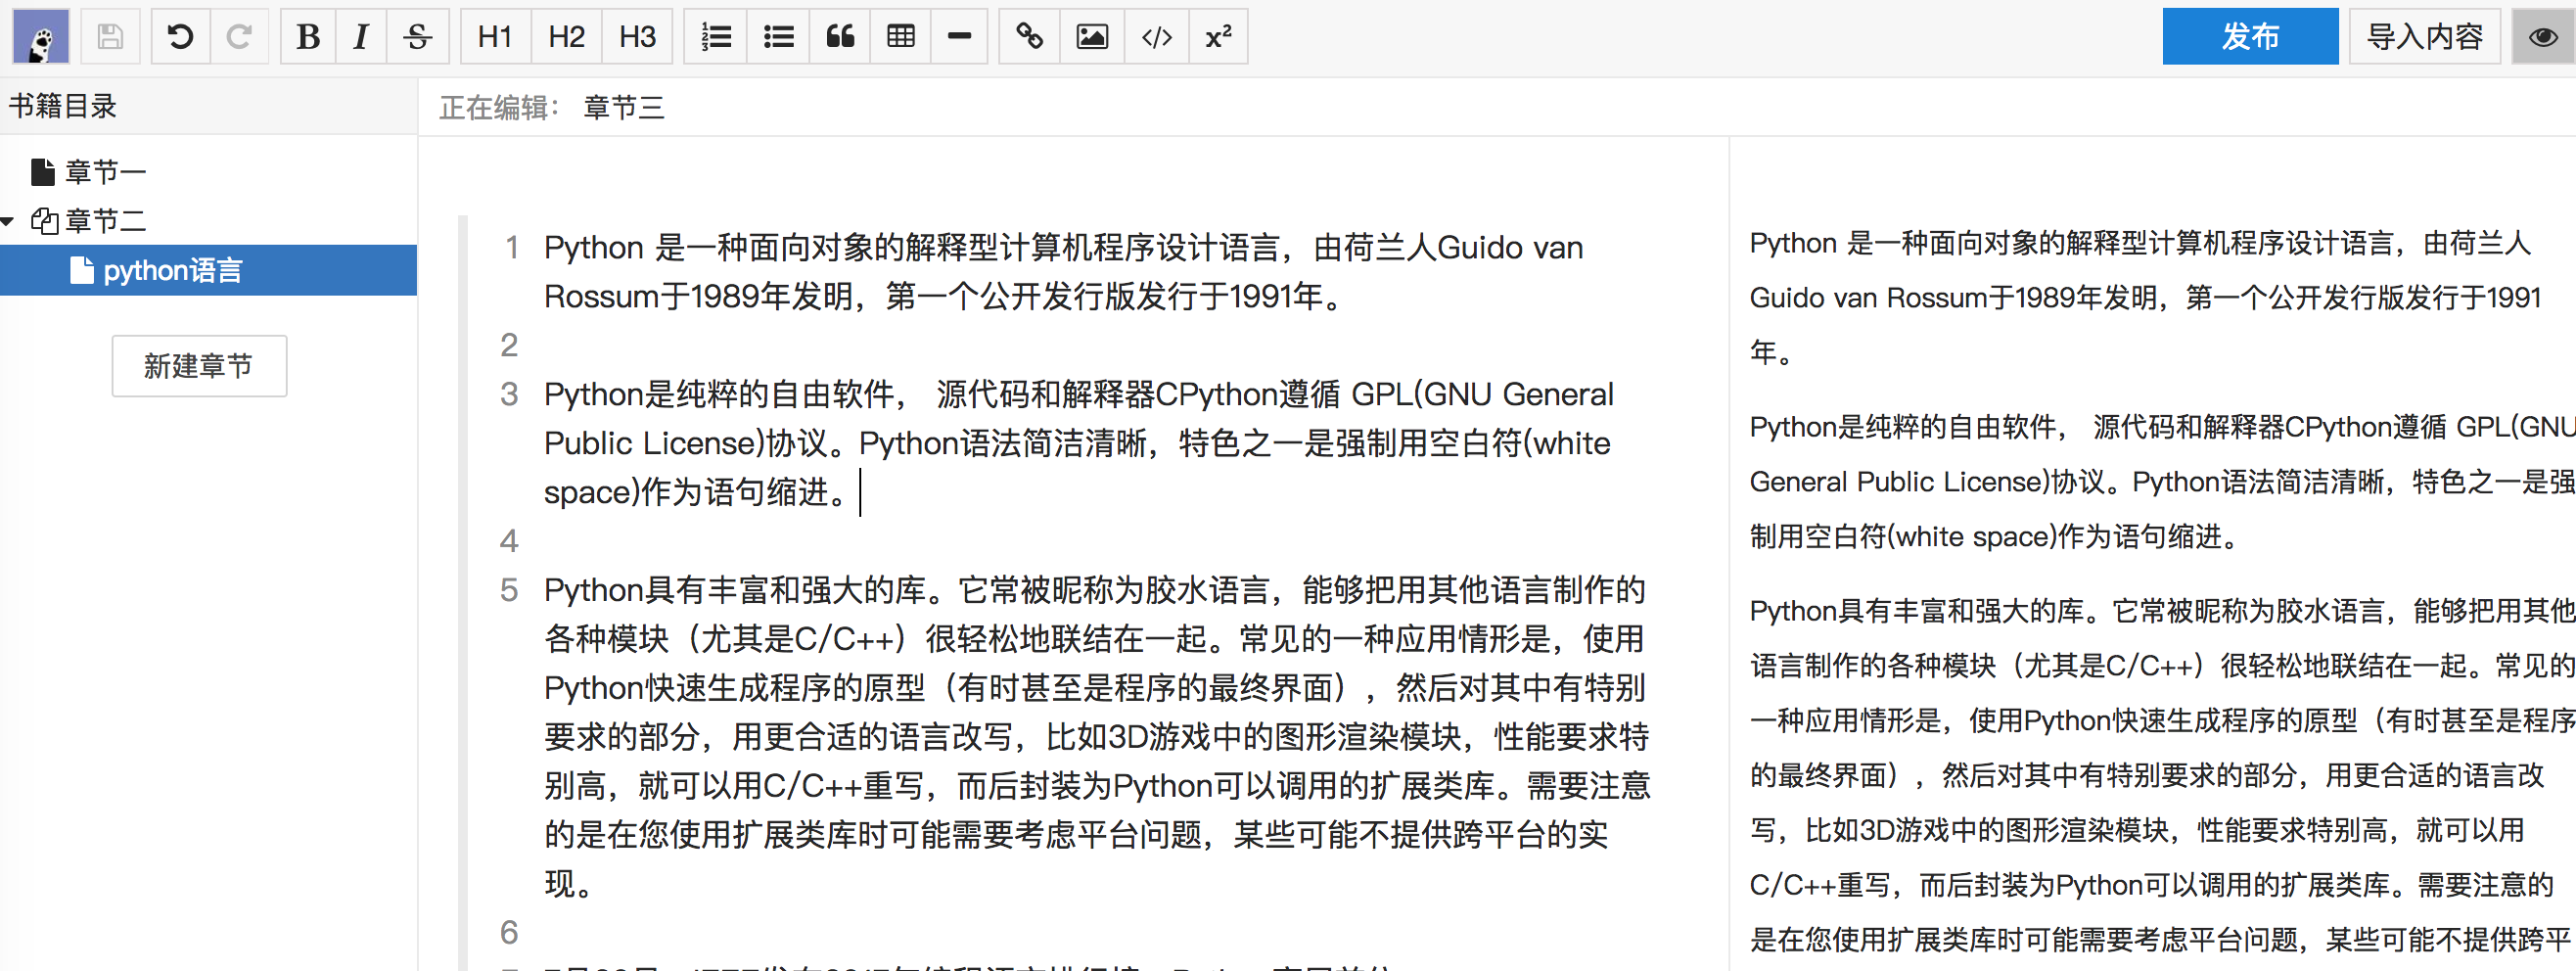 B I S H1 H2 H3 x² 发布 导入内容
书籍目录
正在编辑： 章节三
章节一
章节二
python语言
新建章节
1 Python 是一种面向对象的解释型计算机程序设计语言，由荷兰人Guido van
Rossum于1989年发明，第一个公开发行版发行于1991年。
2
3 Python是纯粹的自由软件， 源代码和解释器CPython遵循 GPL(GNU General
Public License)协议。Python语法简洁清晰，特色之一是强制用空白符(white
space)作为语句缩进。
4
5 Python具有丰富和强大的库。它常被昵称为胶水语言，能够把用其他语言制作的
各种模块（尤其是C/C++）很轻松地联结在一起。常见的一种应用情形是，使用
Python快速生成程序的原型（有时甚至是程序的最终界面），然后对其中有特别
要求的部分，用更合适的语言改写，比如3D游戏中的图形渲染模块，性能要求特
别高，就可以用C/C++重写，而后封装为Python可以调用的扩展类库。需要注意
的是在您使用扩展类库时可能需要考虑平台问题，某些可能不提供跨平台的实
现。
6
Python 是一种面向对象的解释型计算机程序设计语言，由荷兰人
Guido van Rossum于1989年发明，第一个公开发行版发行于1991
年。
Python是纯粹的自由软件， 源代码和解释器CPython遵循 GPL(GNU
General Public License)协议。Python语法简洁清晰，特色之一是强
制用空白符(white space)作为语句缩进。
Python具有丰富和强大的库。它常被昵称为胶水语言，能够把用其他
语言制作的各种模块（尤其是C/C++）很轻松地联结在一起。常见的
一种应用情形是，使用Python快速生成程序的原型（有时甚至是程序
的最终界面），然后对其中有特别要求的部分，用更合适的语言改
写，比如3D游戏中的图形渲染模块，性能要求特别高，就可以用
C/C++重写，而后封装为Python可以调用的扩展类库。需要注意的
是在您使用扩展类库时可能需要考虑平台问题，某些可能不提供跨平